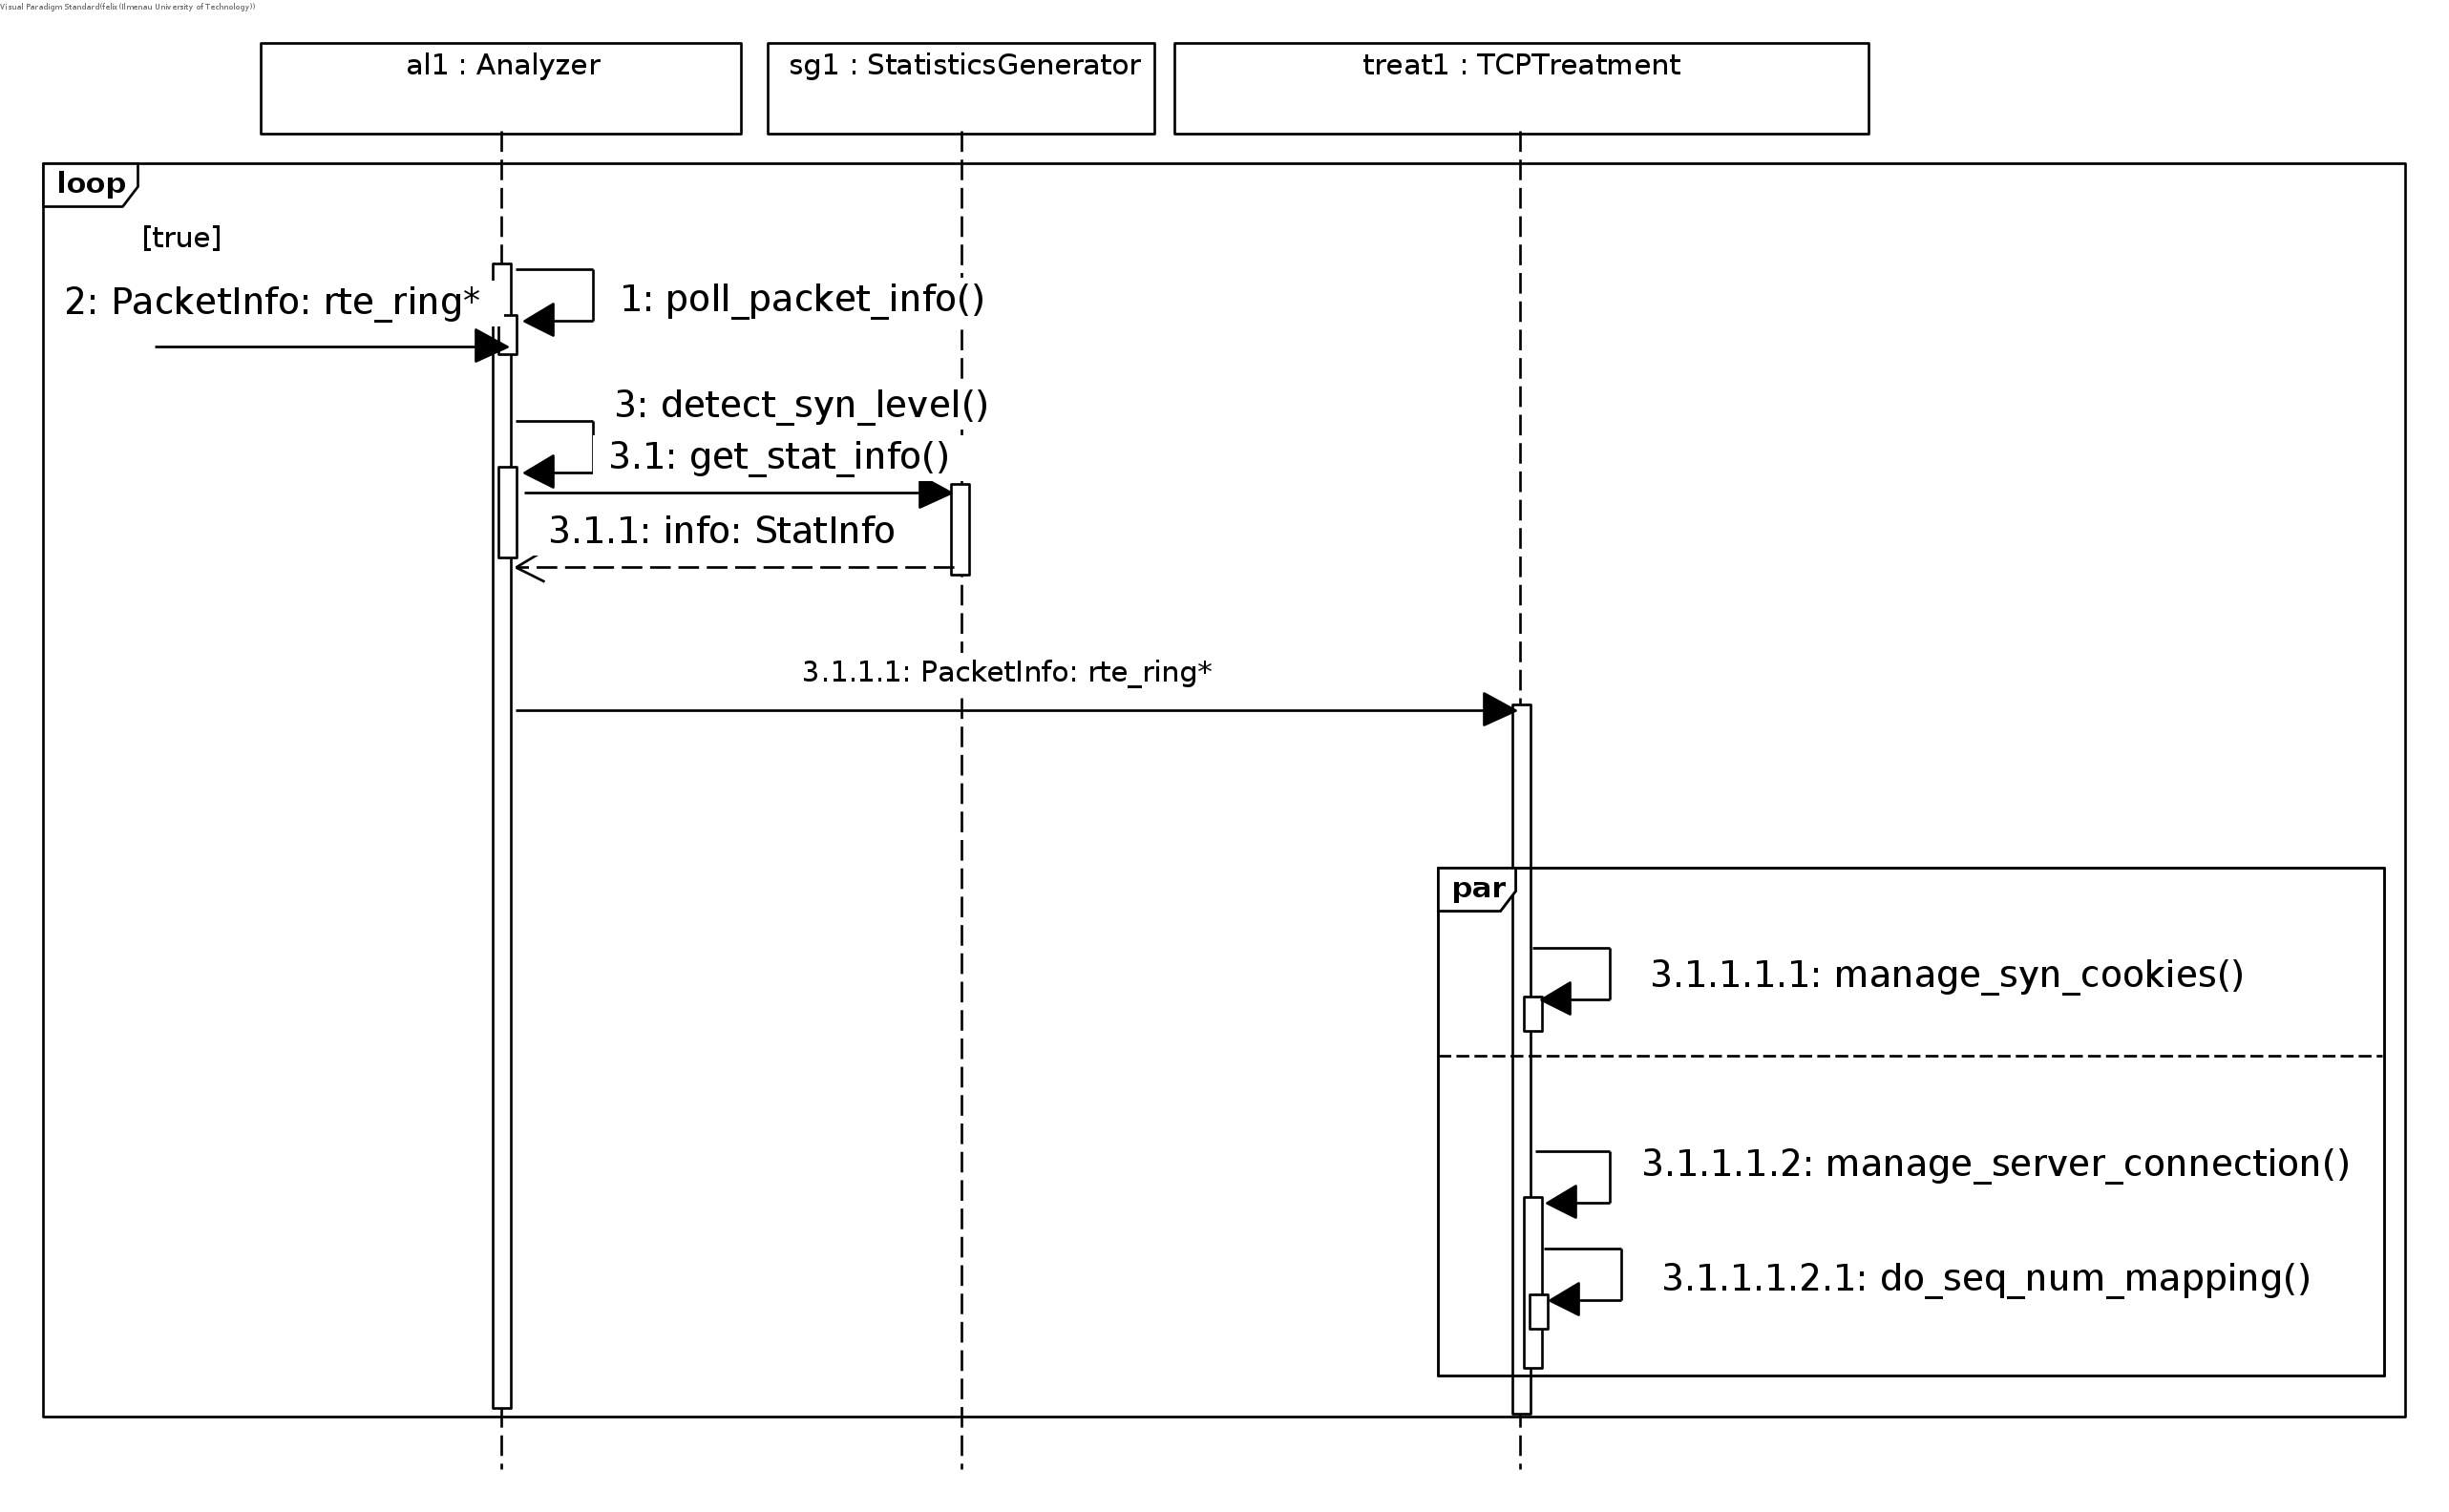 Visual Paradigm Standard(felis(Ilmenau University of Technology))
al1 : Analyzer
sg1 : StatisticsGenerator
treat1 : TCPTreatment
loop
[true]
1: poll_packet_info()
2: PacketInfo: rte_ring*
3: detect_syn_level()
3.1: get_stat_info()
3.1.1: info: StatInfo
3.1.1.1: PacketInfo: rte_ring*
par
3.1.1.1.1: manage_syn_cookies()
3.1.1.1.2: manage_server_connection()
3.1.1.1.2.1: do_seq_num_mapping()